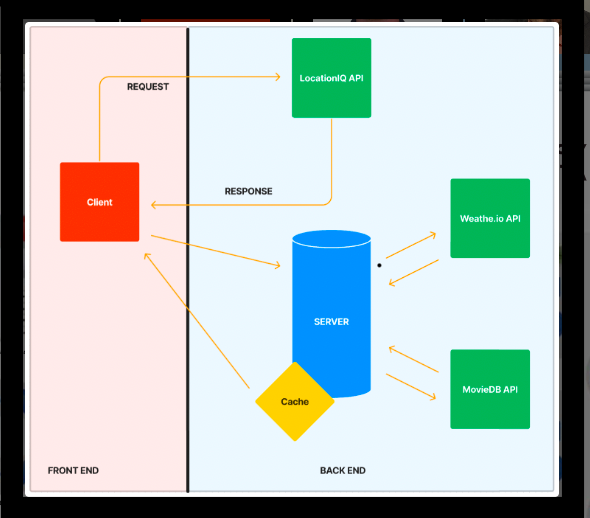 LocationIQ API
REQUEST
RESPONSE
Client
Weathe.io API
SERVER
MovieDB API
Cache
FRONT END
BACK END